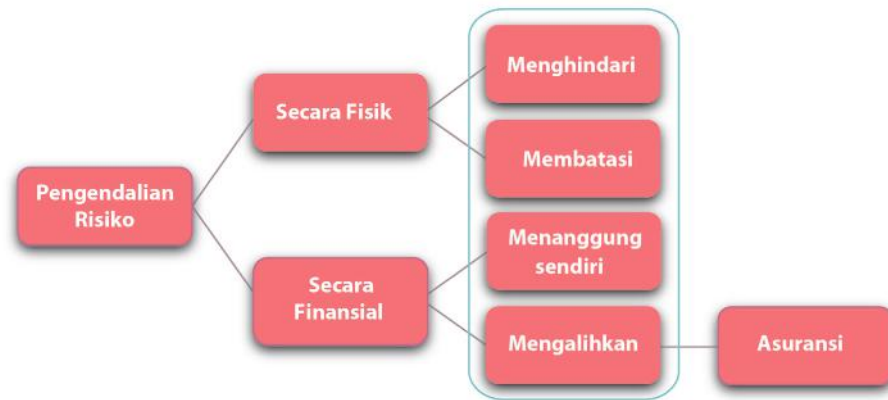 Pengendalian
Risiko
Secara Fisik
Menghindari
Membatasi
Secara
Finansial
Menanggung
sendiri
Mengalihkan
Asuransi